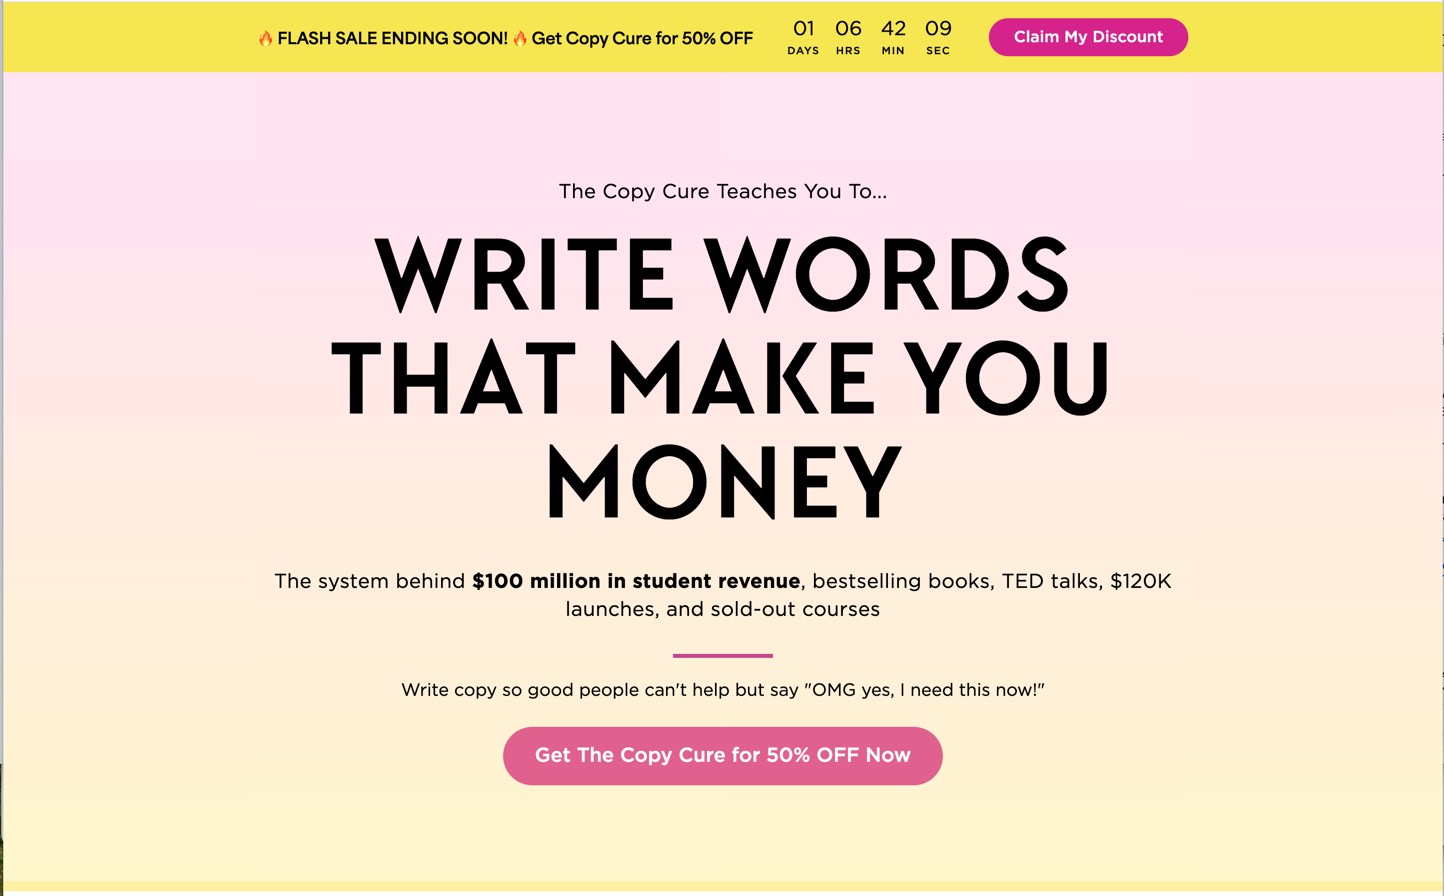 🔥 FLASH SALE ENDING SOON! 🔥 Get Copy Cure for 50% OFF
01 06 42 09
DAYS HRS MIN SEC
Claim My Discount
The Copy Cure Teaches You To...
WRITE WORDS
THAT MAKE YOU
MONEY
The system behind $100 million in student revenue, bestselling books, TED talks, $120K
launches, and sold-out courses
Write copy so good people can't help but say "OMG yes, I need this now!"
Get The Copy Cure for 50% OFF Now